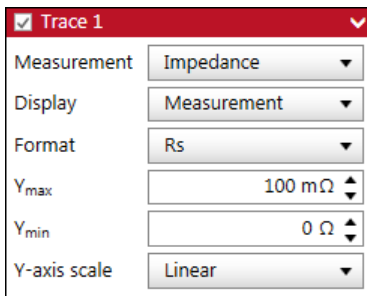 Trace 1
Measurement Impedance
Display Measurement
Format Rs
Ymax 100 mΩ
Ymin 0 Ω
Y-axis scale Linear